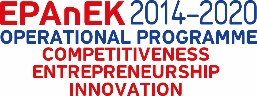 EPAnEK 2014–2020
OPERATIONAL PROGRAMME
COMPETITIVENESS
ENTREPRENEURSHIP
INNOVATION